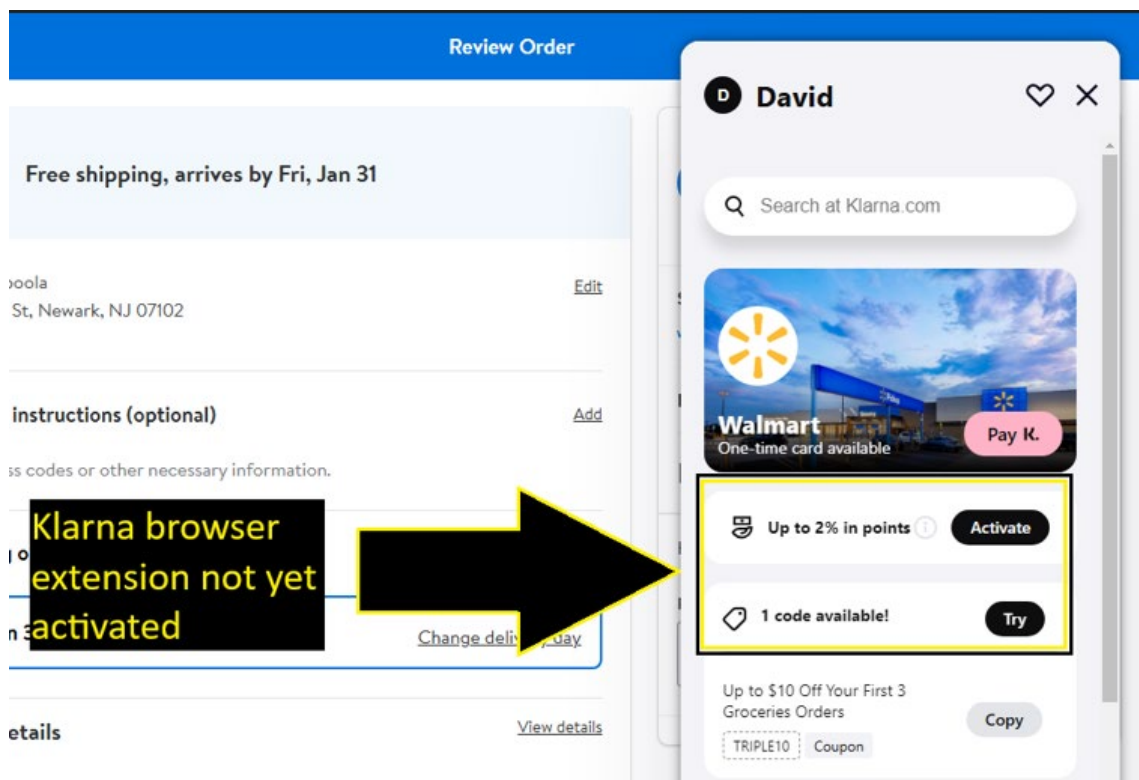 Review Order
Free shipping, arrives by Fri, Jan 31
Edit
St, Newark, NJ 07102
instructions (optional)
Add
codes or other necessary information.
Klarna browser
extension not yet
activated
Change day
View details
D David
Search at Klarna.com
Walmart
One-time card available
Pay K.
Up to 2% in points
Activate
1 code available!
Try
Up to $10 Off Your First 3
Groceries Orders
Copy
TRIPLE10 Coupon